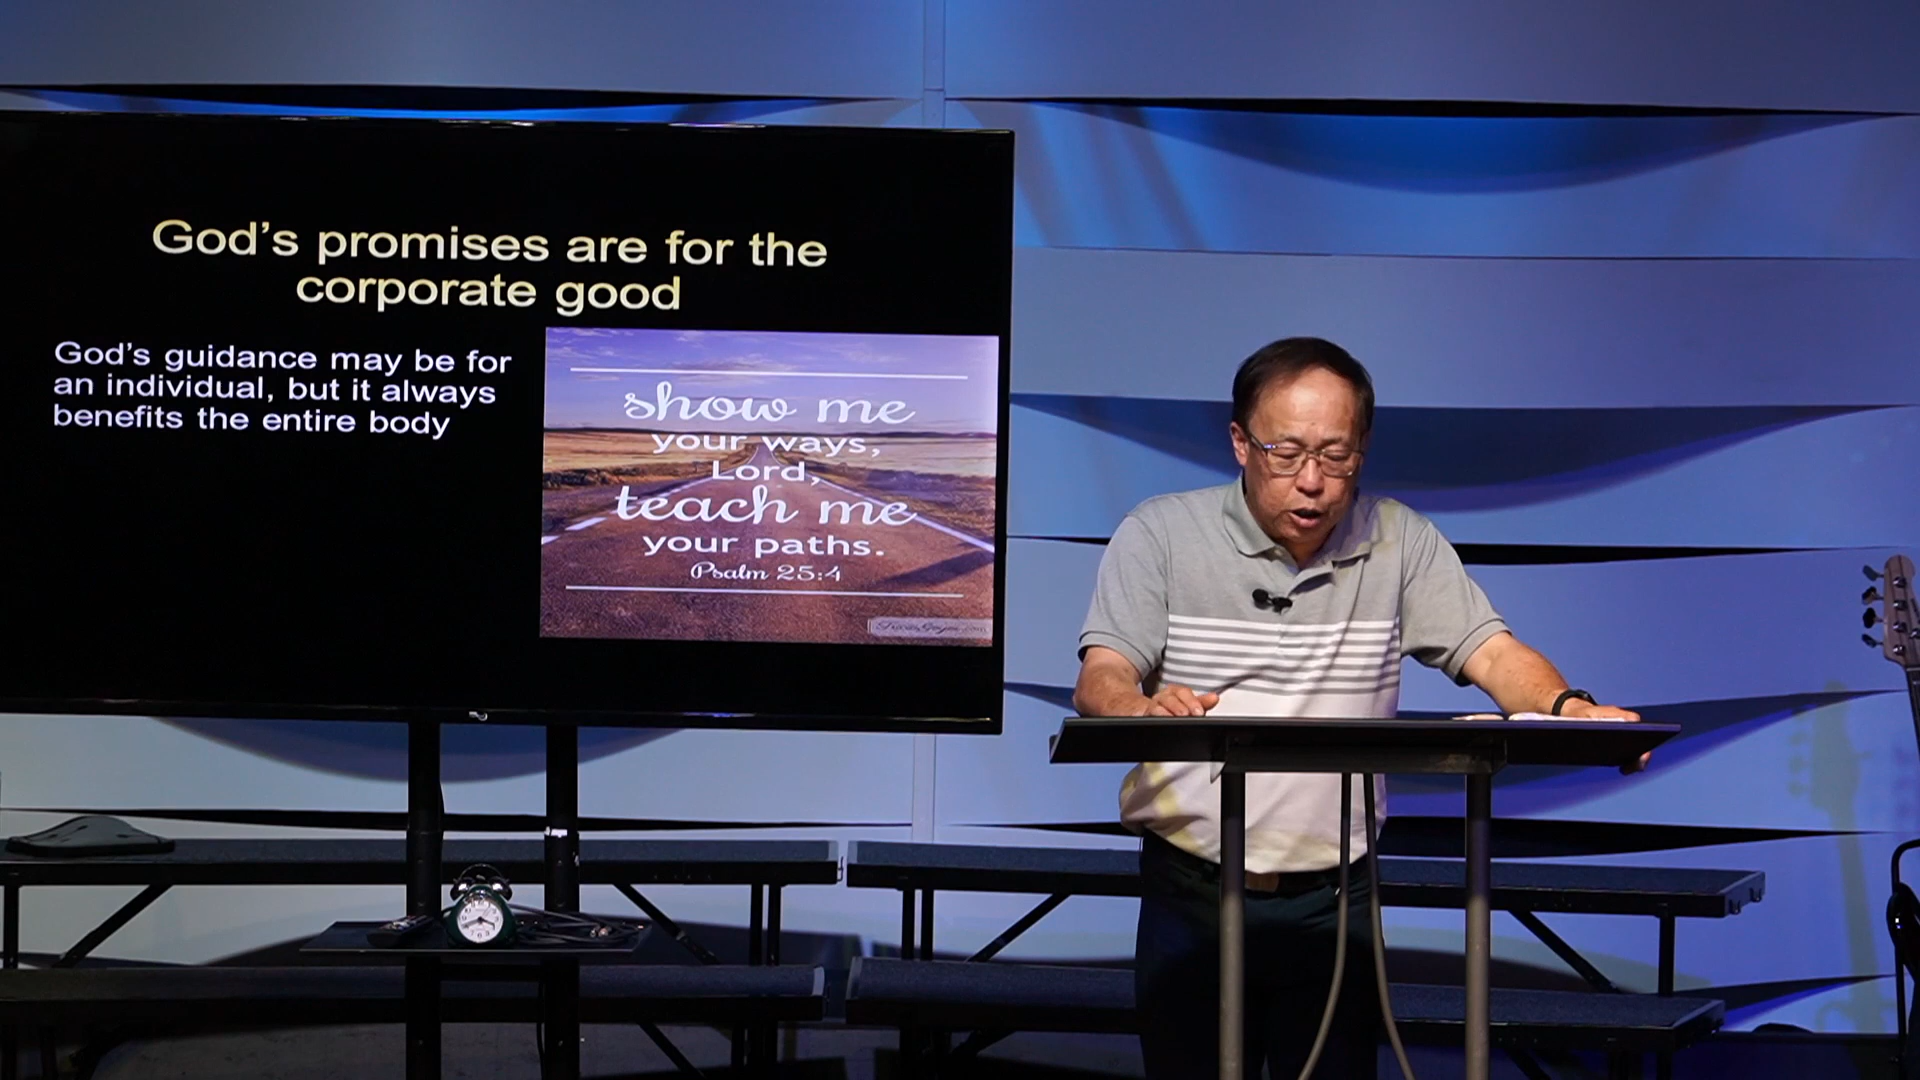 God's promises are for the
corporate good
God's guidance may be for
an individual, but it always
benefits the entire body
show me
your ways,
Lord,
teach me
your paths.
Psalm 25:4